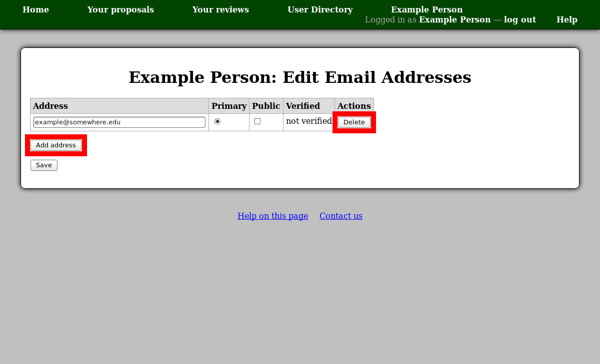 Home Your proposals Your reviews User Directory Example Person
Logged in as Example Person — log out Help
Example Person: Edit Email Addresses
Address Primary Public Verified Actions
example@somewhere.edu not verified Delete
Add address
Save
Help on this page Contact us